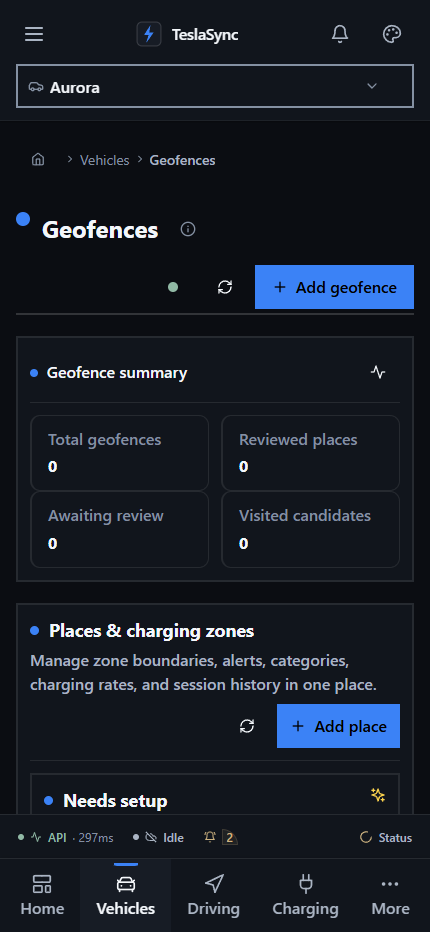 TeslaSync
Aurora
Vehicles Geofences
Geofences
Add geofence
Geofence summary
Total geofences
0
Reviewed places
0
Awaiting review
0
Visited candidates
0
Places & charging zones
Manage zone boundaries, alerts, categories,
charging rates, and session history in one place.
Add place
Needs setup
API · 297ms
Idle
2
Status
Home
Vehicles
Driving
Charging
More